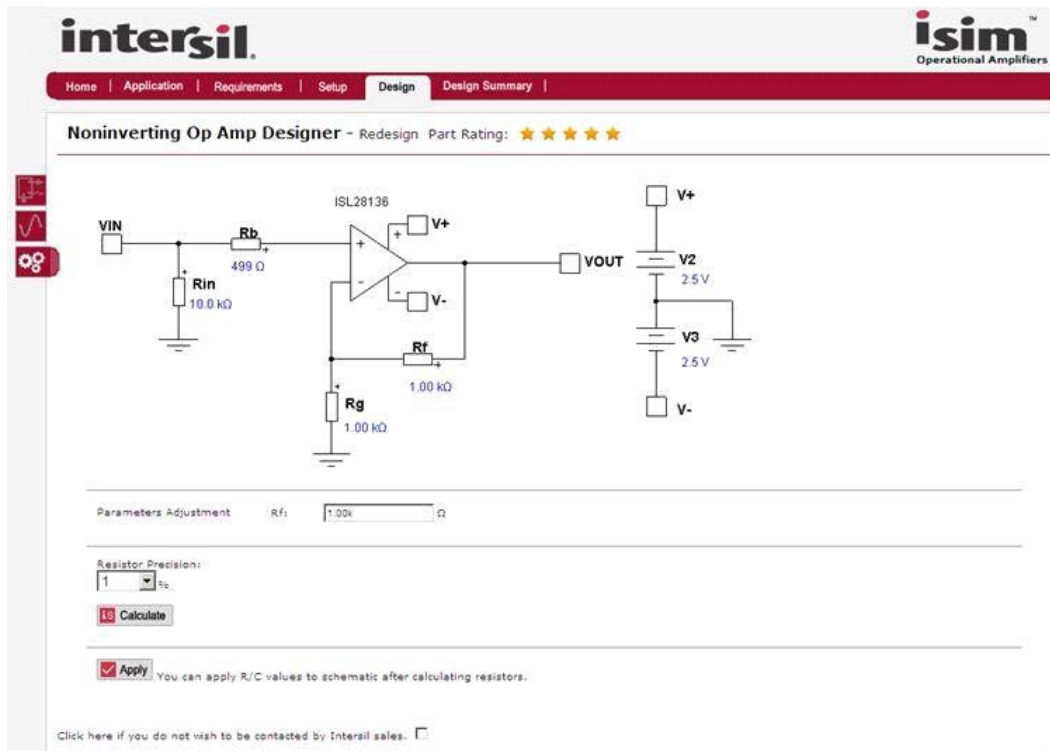 intersil.
isim™
Operational Amplifiers
Home | Application | Requirements | Setup Design Design Summary |
Noninverting Op Amp Designer - Redesign Part Rating:
ISL28136
VIN
Rb
499 Ω
Rin
10.0 kΩ
+
-
+
V+
-
V-
VOUT
Rf
1.00 kΩ
Rg
1.00 kΩ
V+
V2
2.5 V
V3
2.5 V
V-
Parameters Adjustment Rf: 1.00k Ω
Resistor Precision:
1 %
is Calculate
Apply You can apply R/C values to schematic after calculating resistors.
Click here if you do not wish to be contacted by Intersil sales.